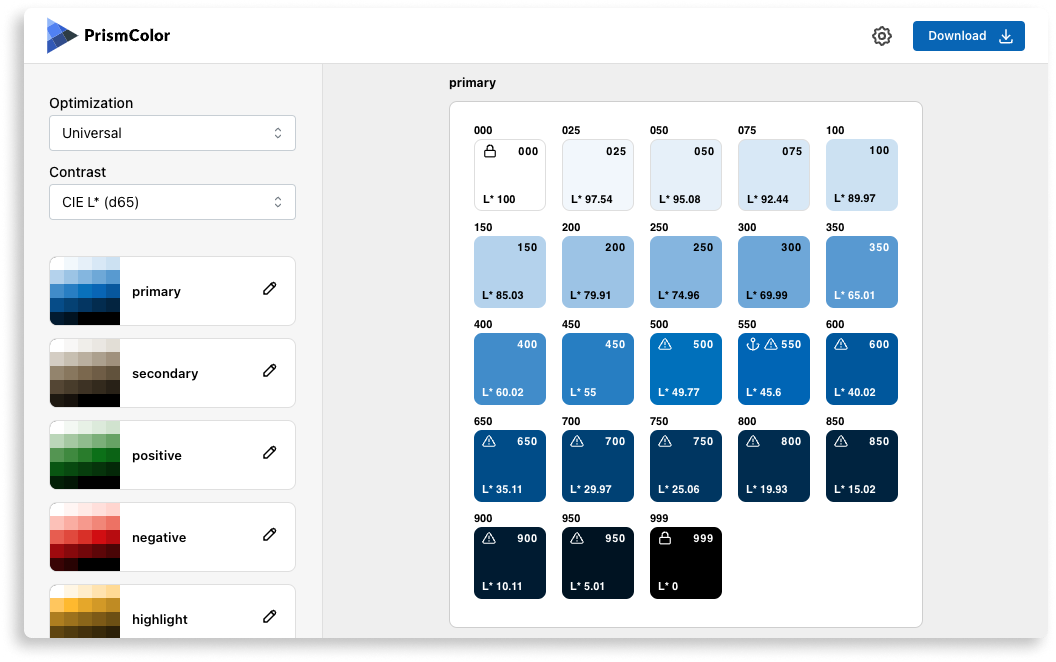 PrismColor
Download
Optimization
Universal
Contrast
CIE L* (d65)
primary
secondary
positive
negative
highlight
primary
000 025 050 075 100
000 025 050 075 100
L* 100 L* 97.54 L* 95.08 L* 92.44 L* 89.97
150 200 250 300 350
150 200 250 300 350
L* 85.03 L* 79.91 L* 74.96 L* 69.99 L* 65.01
400 450 500 550 600
400 450 500 550 600
L* 60.02 L* 55 L* 49.77 L* 45.6 L* 40.02
650 700 750 800 850
650 700 750 800 850
L* 35.11 L* 29.97 L* 25.06 L* 19.93 L* 15.02
900 950 999
900 950 999
L* 10.11 L* 5.01 L* 0